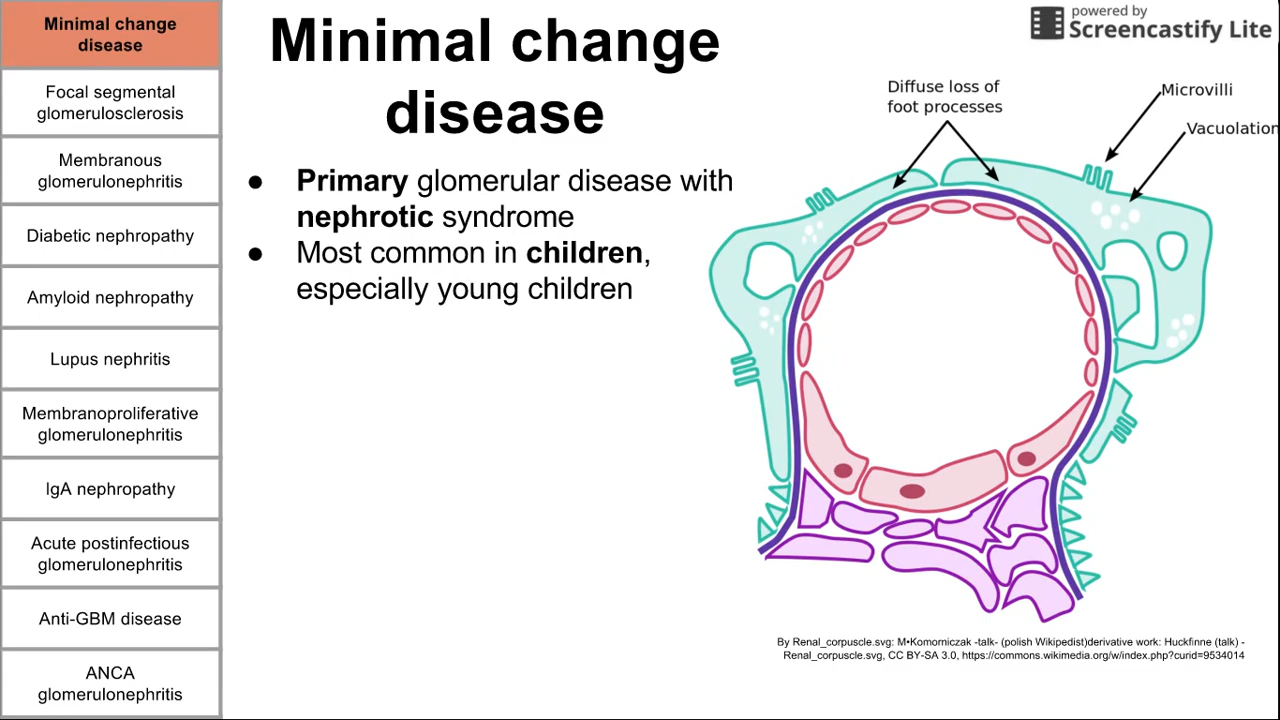 Minimal change
disease
Focal segmental
glomerulosclerosis
Membranous
glomerulonephritis
Diabetic nephropathy
Amyloid nephropathy
Lupus nephritis
Membranoproliferative
glomerulonephritis
IgA nephropathy
Acute postinfectious
glomerulonephritis
Anti-GBM disease
ANCA
glomerulonephritis
Minimal change
disease
● Primary glomerular disease with
nephrotic syndrome
● Most common in children,
especially young children
powered by
Screencastify Lite
Diffuse loss of
foot processes
Microvilli
Vacuolation
By Renal_corpuscle.svg: M•Komorniczak -talk- (polish Wikipedist)derivative work: Huckfinne (talk) -
Renal_corpuscle.svg, CC BY-SA 3.0, https://commons.wikimedia.org/w/index.php?curid=9534014